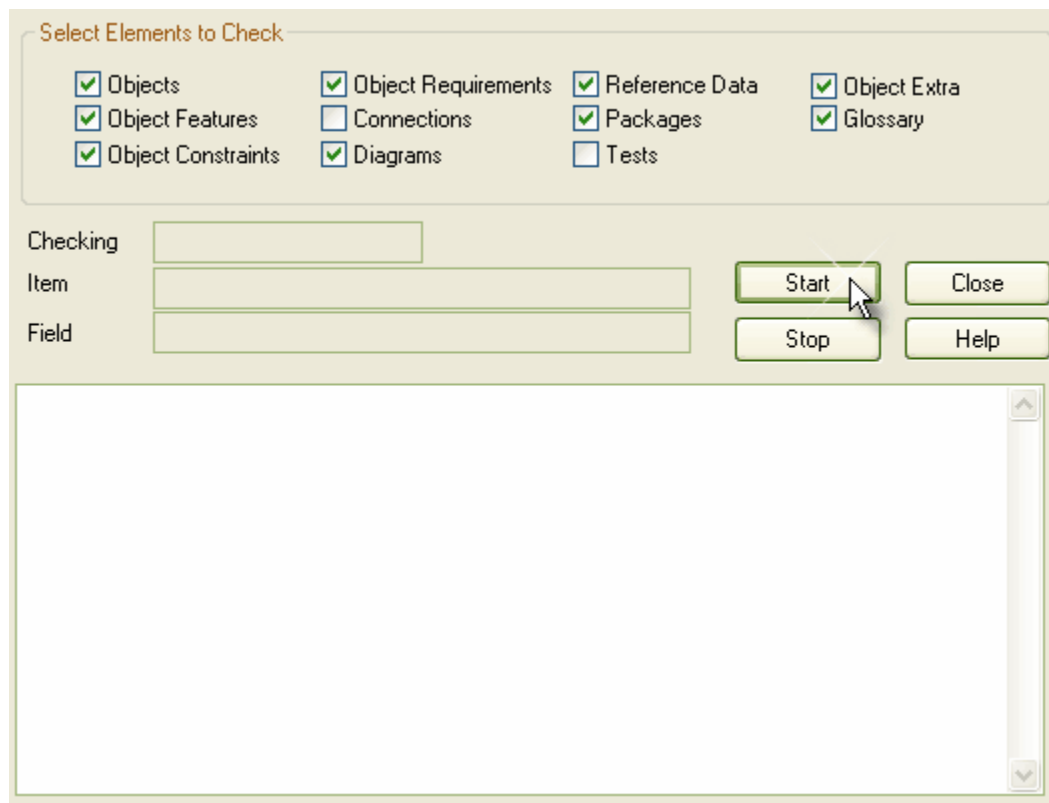 Select Elements to Check
Objects Object Requirements Reference Data Object Extra
Object Features Connections Packages Glossary
Object Constraints Diagrams Tests
Checking
Item Start Close
Field Stop Help